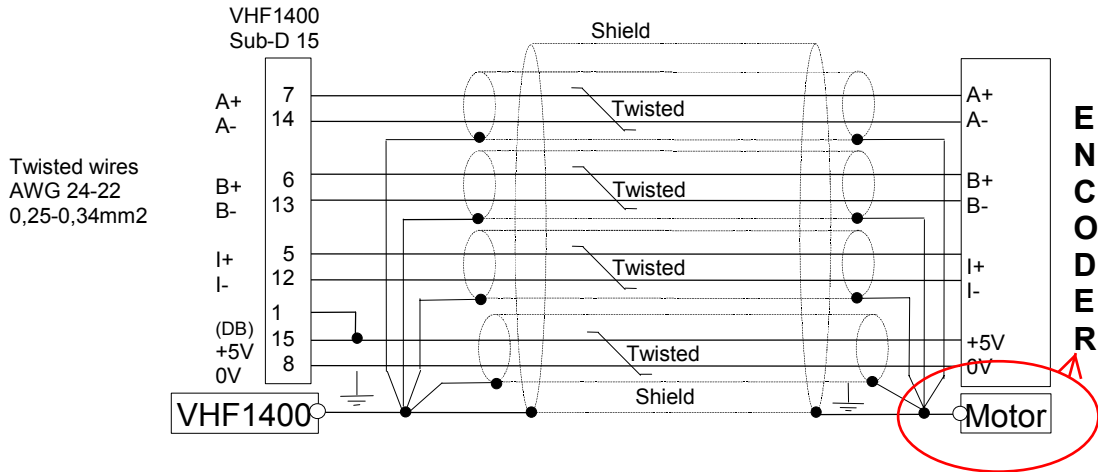 VHF1400
Sub-D 15
Shield
A+ 7 Twisted A+
A- 14 A-
Twisted wires
AWG 24-22
0,25-0,34mm2
B+ 6 Twisted B+
B- 13 B-
I+ 5 Twisted I+
I- 12 I-
1
(DB)
+5V 15 Twisted +5V
0V 8 0V
Shield
VHF1400 Motor
ENCODER